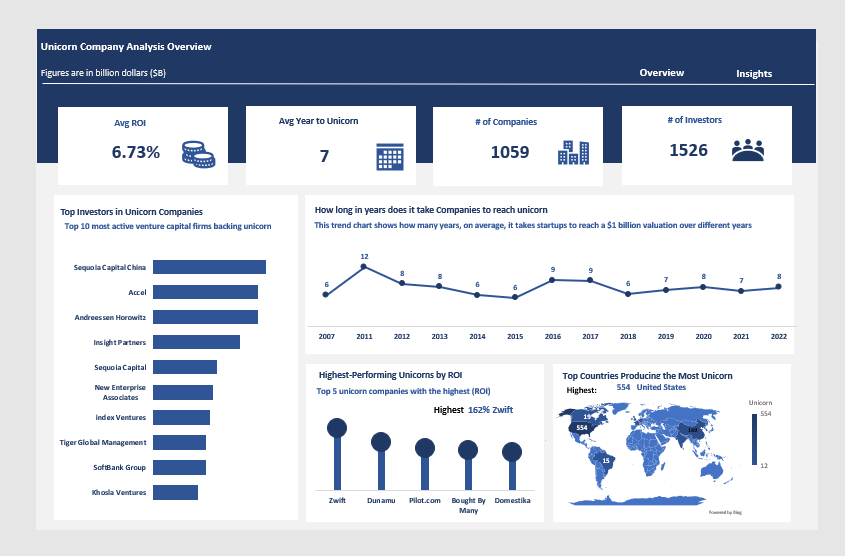 Unicorn Company Analysis Overview
Figures are in billion dollars ($B)
Overview
Insights
Avg ROI
6.73%
Avg Year to Unicorn
7
# of Companies
1059
# of Investors
1526
Top Investors in Unicorn Companies
Top 10 most active venture capital firms backing unicorn
Sequoia Capital China
Accel
Andreessen Horowitz
Insight Partners
Sequoia Capital
New Enterprise
Associates
index Ventures
Tiger Global Management
SoftBank Group
Khosla Ventures
How long in years does it take Companies to reach unicorn
This trend chart shows how many years, on average, it takes startups to reach a $1 billion valuation over different years
6 12 8 8 6 6 9 9 6 7 8 7 8
2007 2011 2012 2013 2014 2015 2016 2017 2018 2019 2020 2021 2022
Highest-Performing Unicorns by ROI
Top 5 unicorn companies with the highest (ROI)
Highest 162% Zwift
Zwift Dunamu Pilot.com Bought By Domestika
Many
Top Countries Producing the Most Unicorn
Highest: 554 United States
Unicorn
554
12
19
554
15
Powered by Bing